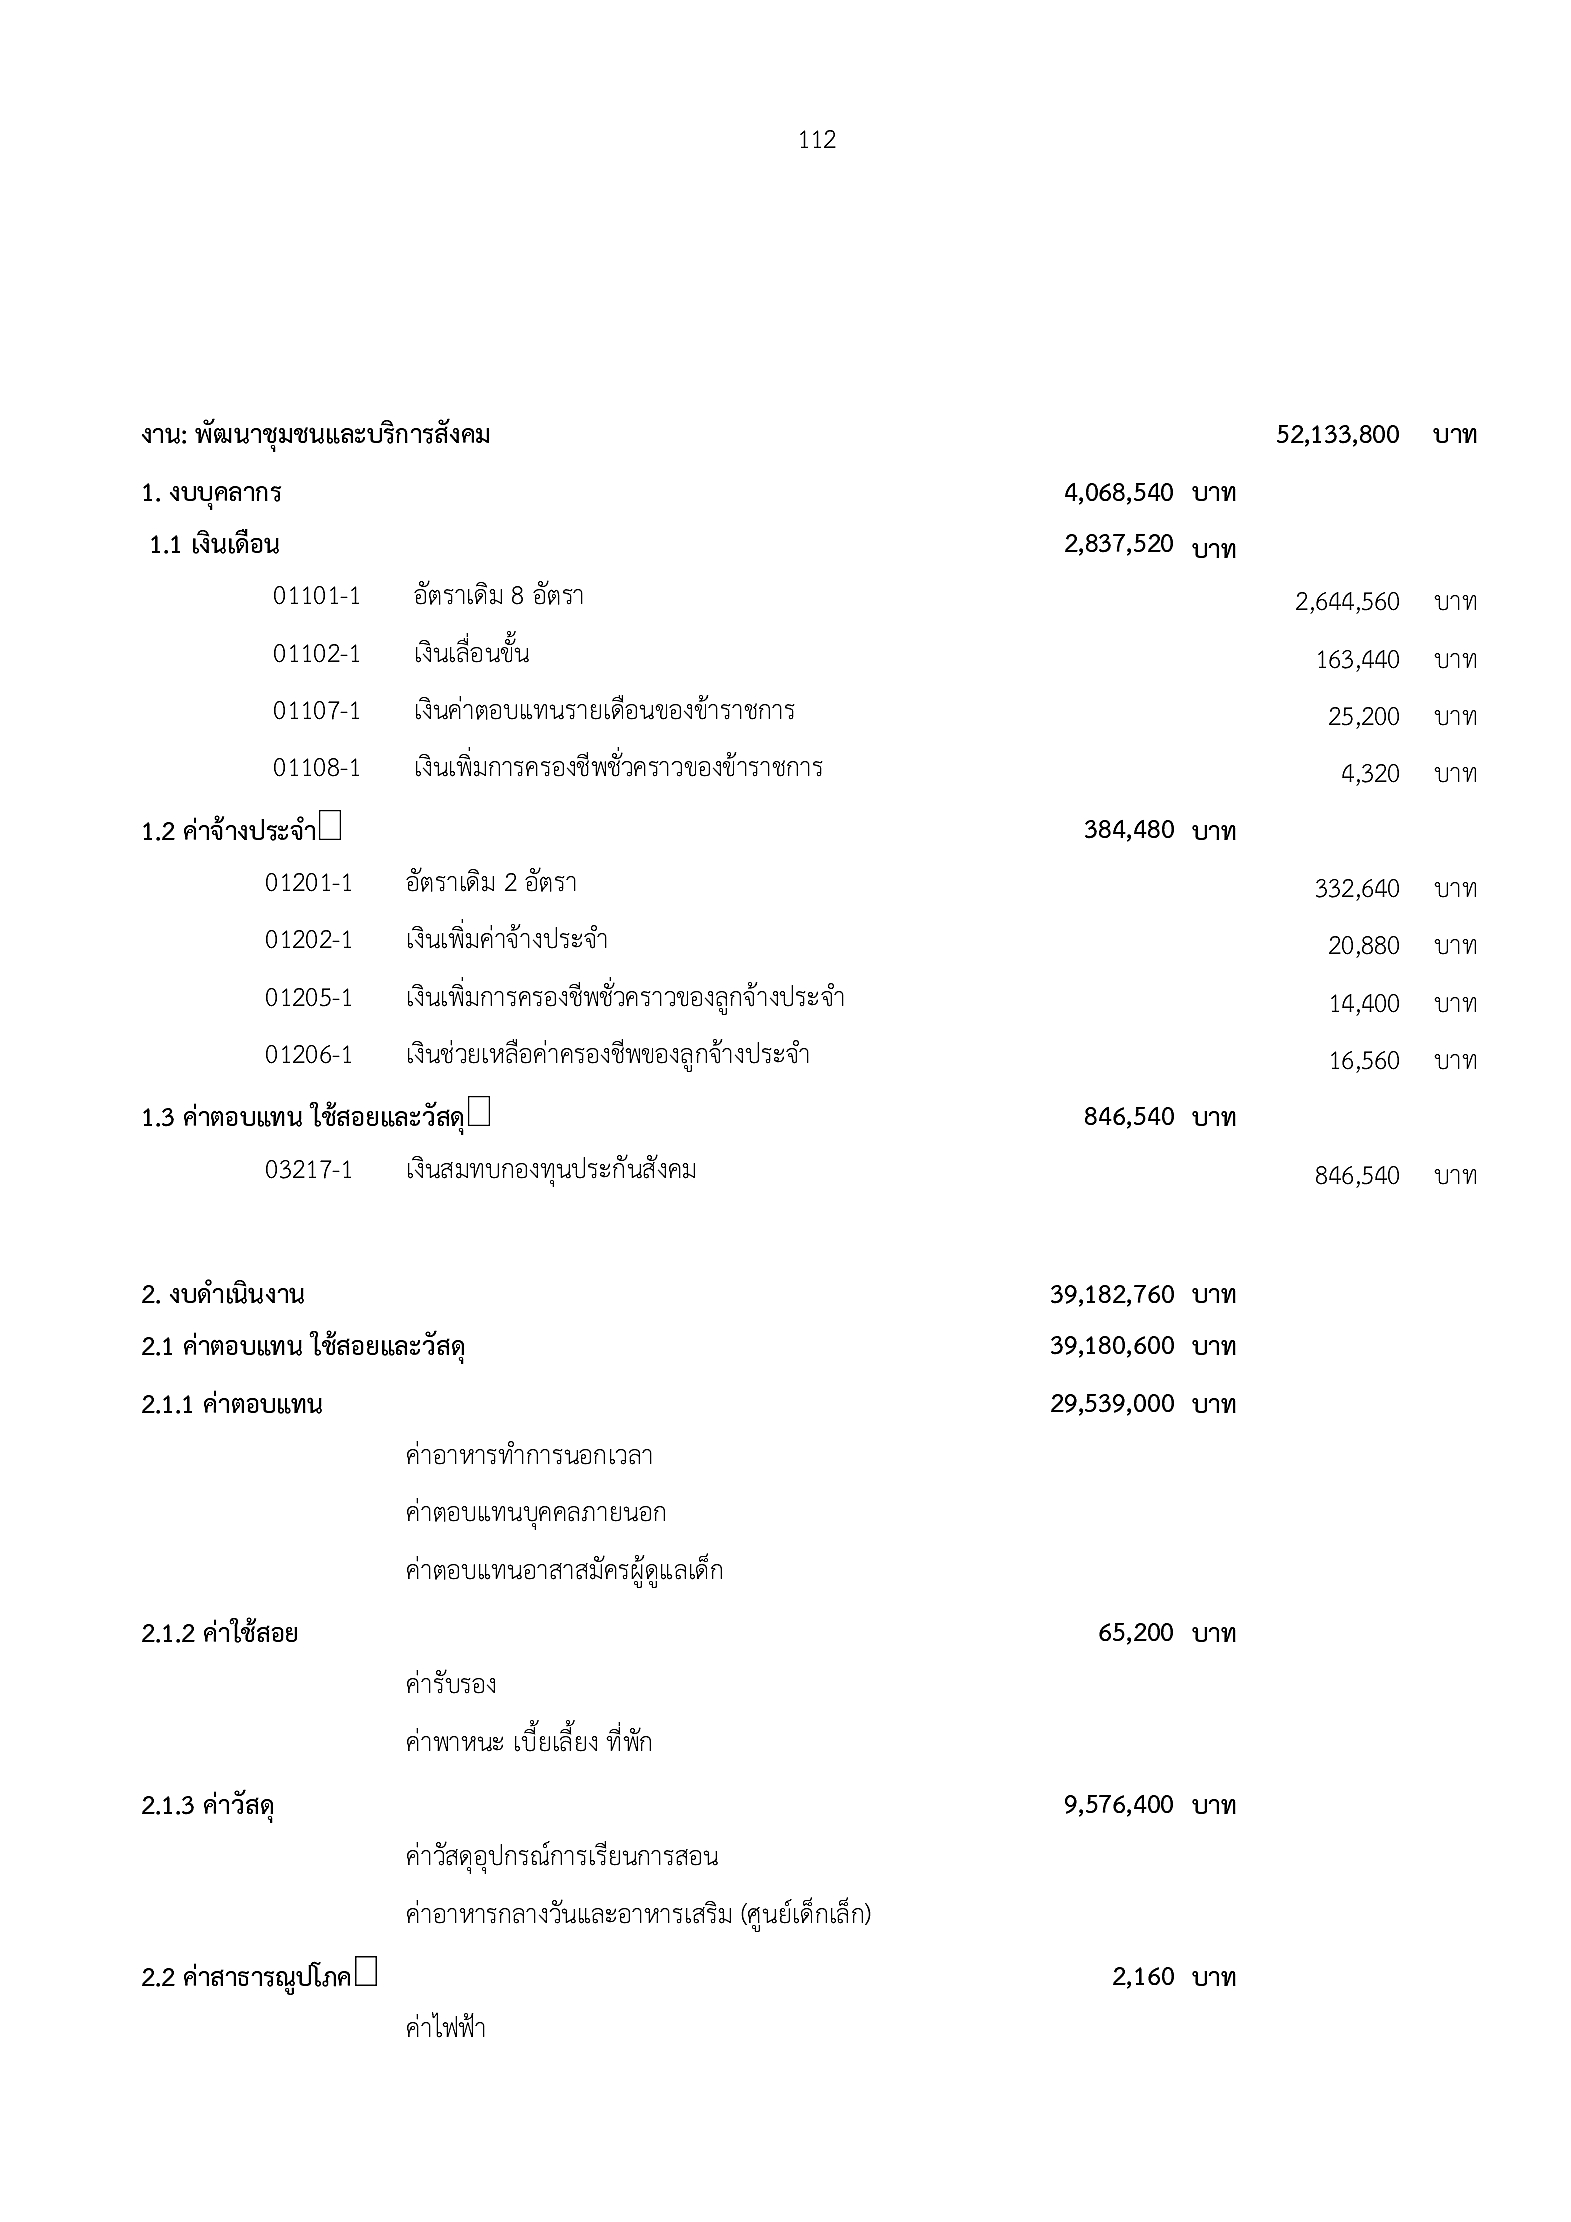 112
งาน: พัฒนาชุมชนและบริการสังคม 52,133,800 บาท
1. งบบุคลากร 4,068,540 บาท
1.1 เงินเดือน 2,837,520 บาท
01101-1 อัตราเดิม 8 อัตรา 2,644,560 บาท
01102-1 เงินเลื่อนขั้น 163,440 บาท
01107-1 เงินค่าตอบแทนรายเดือนของข้าราชการ 25,200 บาท
01108-1 เงินเพิ่มการครองชีพชั่วคราวของข้าราชการ 4,320 บาท
1.2 ค่าจ้างประจำ 384,480 บาท
01201-1 อัตราเดิม 2 อัตรา 332,640 บาท
01202-1 เงินเพิ่มค่าจ้างประจำ 20,880 บาท
01205-1 เงินเพิ่มการครองชีพชั่วคราวของลูกจ้างประจำ 14,400 บาท
01206-1 เงินช่วยเหลือค่าครองชีพของลูกจ้างประจำ 16,560 บาท
1.3 ค่าตอบแทน ใช้สอยและวัสดุ 846,540 บาท
03217-1 เงินสมทบกองทุนประกันสังคม 846,540 บาท
2. งบดำเนินงาน 39,182,760 บาท
2.1 ค่าตอบแทน ใช้สอยและวัสดุ 39,180,600 บาท
2.1.1 ค่าตอบแทน 29,539,000 บาท
ค่าอาหารทำการนอกเวลา
ค่าตอบแทนบุคคลภายนอก
ค่าตอบแทนอาสาสมัครผู้ดูแลเด็ก
2.1.2 ค่าใช้สอย 65,200 บาท
ค่ารับรอง
ค่าพาหนะ เบี้ยเลี้ยง ที่พัก
2.1.3 ค่าวัสดุ 9,576,400 บาท
ค่าวัสดุอุปกรณ์การเรียนการสอน
ค่าอาหารกลางวันและอาหารเสริม (ศูนย์เด็กเล็ก)
2.2 ค่าสาธารณูปโภค 2,160 บาท
ค่าไฟฟ้า